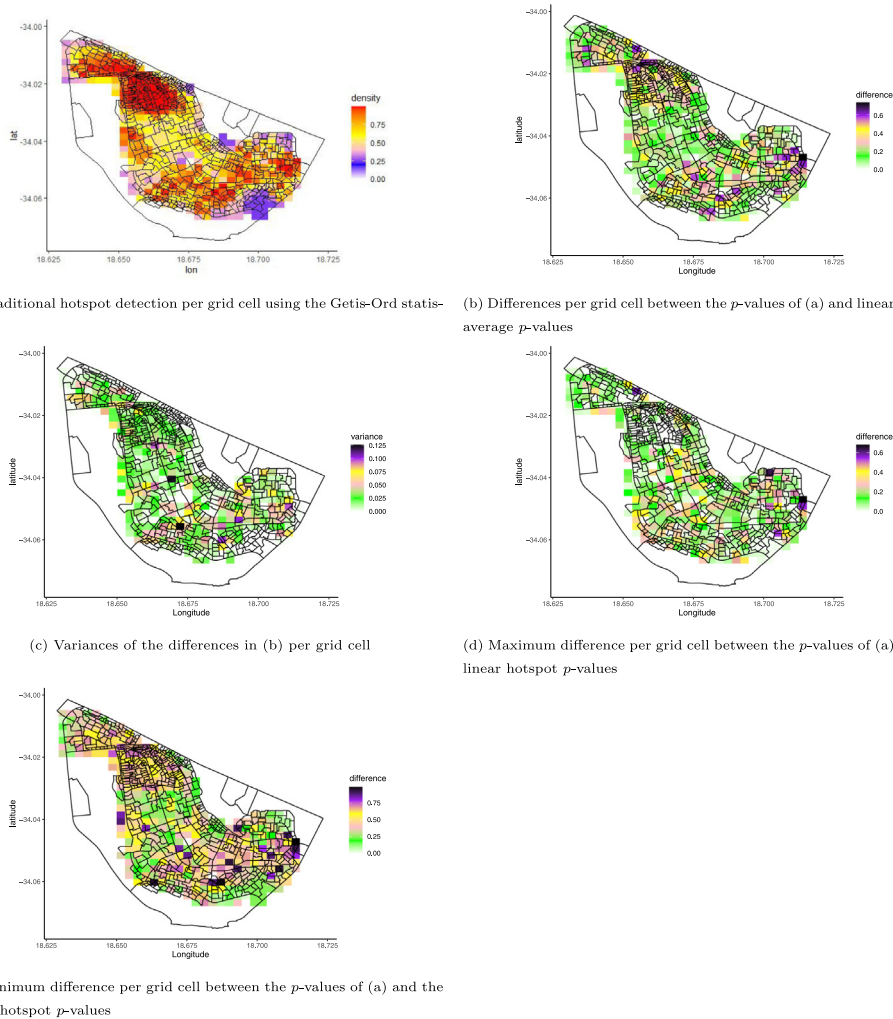 lat
−34.00
−34.02
−34.04
−34.06
18.625
18.650
18.675
18.700
18.725
lon
density
0.75
0.50
0.25
0.00
latitude
−34.00
−34.02
−34.04
−34.06
18.625
18.650
18.675
18.700
18.725
Longitude
difference
0.6
0.4
0.2
0.0
hotspot detection per grid cell using the Getis-Ord statis-
(b) Differences per grid cell between the p-values of (a) and linear
average p-values
latitude
−34.00
−34.02
−34.04
−34.06
18.625
18.650
18.675
18.700
18.725
Longitude
variance
0.125
0.100
0.075
0.050
0.025
0.000
latitude
−34.00
−34.02
−34.04
−34.06
18.625
18.650
18.675
18.700
18.725
Longitude
difference
0.6
0.4
0.2
0.0
(c) Variances of the differences in (b) per grid cell
(d) Maximum difference per grid cell between the p-values of (a)
linear hotspot p-values
latitude
−34.00
−34.02
−34.04
−34.06
18.625
18.650
18.675
18.700
18.725
Longitude
difference
0.75
0.50
0.25
0.00
difference per grid cell between the p-values of (a) and the
hotspot p-values